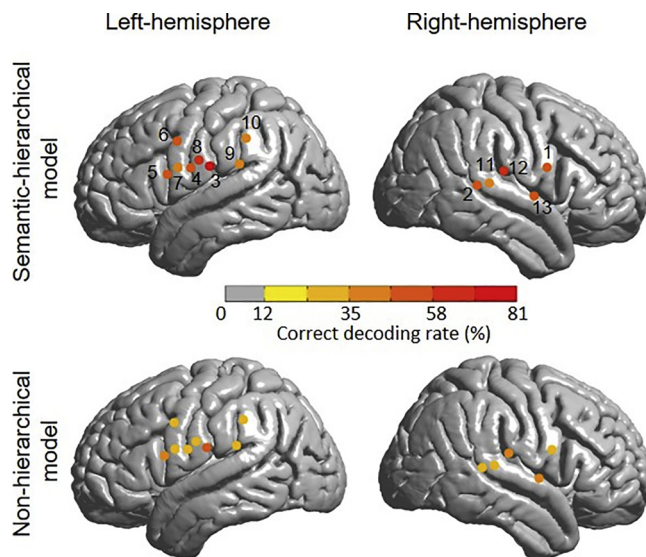 Left-hemisphere
Right-hemisphere
Semantic-hierarchical
model
6
8
10
5
7
4
3
9
1
11
12
2
13
0
12
35
58
81
Correct decoding rate (%)
Non-hierarchical
model